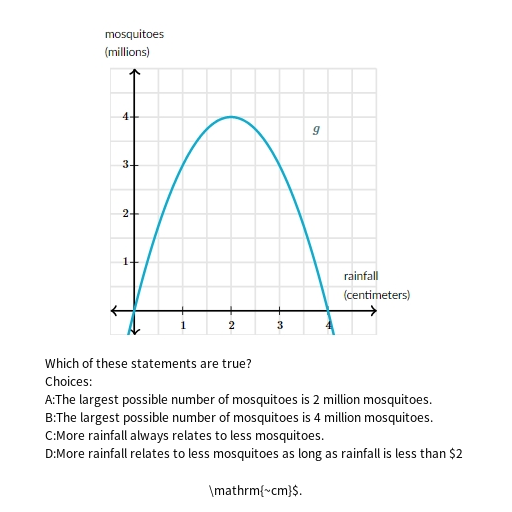 mosquitoes
(millions)
4
g
3
2
1
rainfall
(centimeters)
1 2 3 4
Which of these statements are true?
Choices:
A:The largest possible number of mosquitoes is 2 million mosquitoes.
B:The largest possible number of mosquitoes is 4 million mosquitoes.
C:More rainfall always relates to less mosquitoes.
D:More rainfall relates to less mosquitoes as long as rainfall is less than $2
\mathrm{~cm}$.